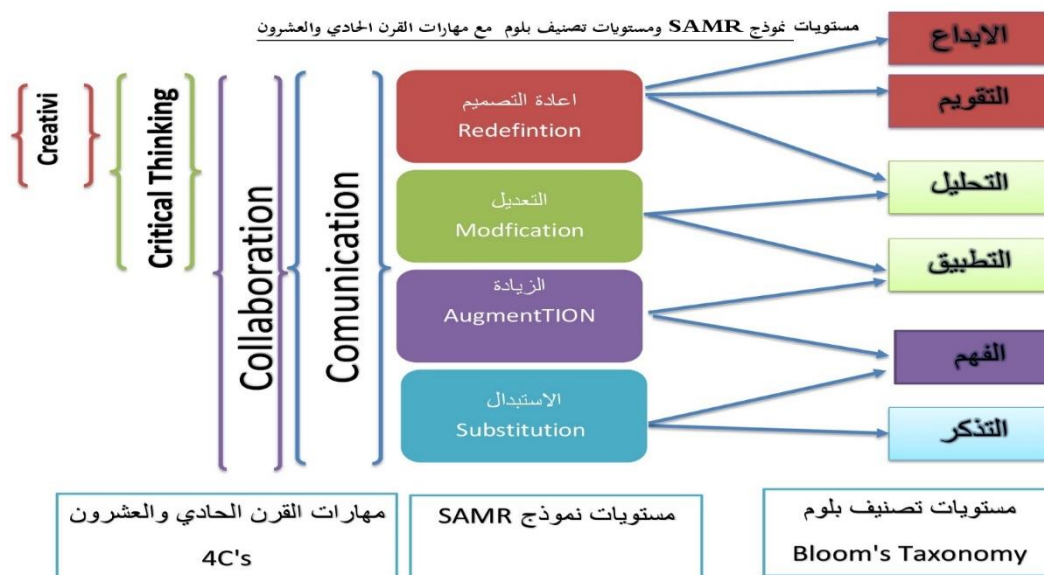 مستويات نموذج SAMR ومستويات تصنيف بلوم مع مهارات القرن الحادي والعشرون
الابداع
التقويم
التحليل
التطبيق
الفهم
التذكر
اعادة التصميم
Redefintion
التعديل
Modfication
الزيادة
AugmentTION
الاستبدال
Substitution
Comunication
Collaboration
Critical Thinking
Creativi
مستويات تصنيف بلوم
Bloom's Taxonomy
مستويات نموذج SAMR
مهارات القرن الحادي والعشرون
4C's